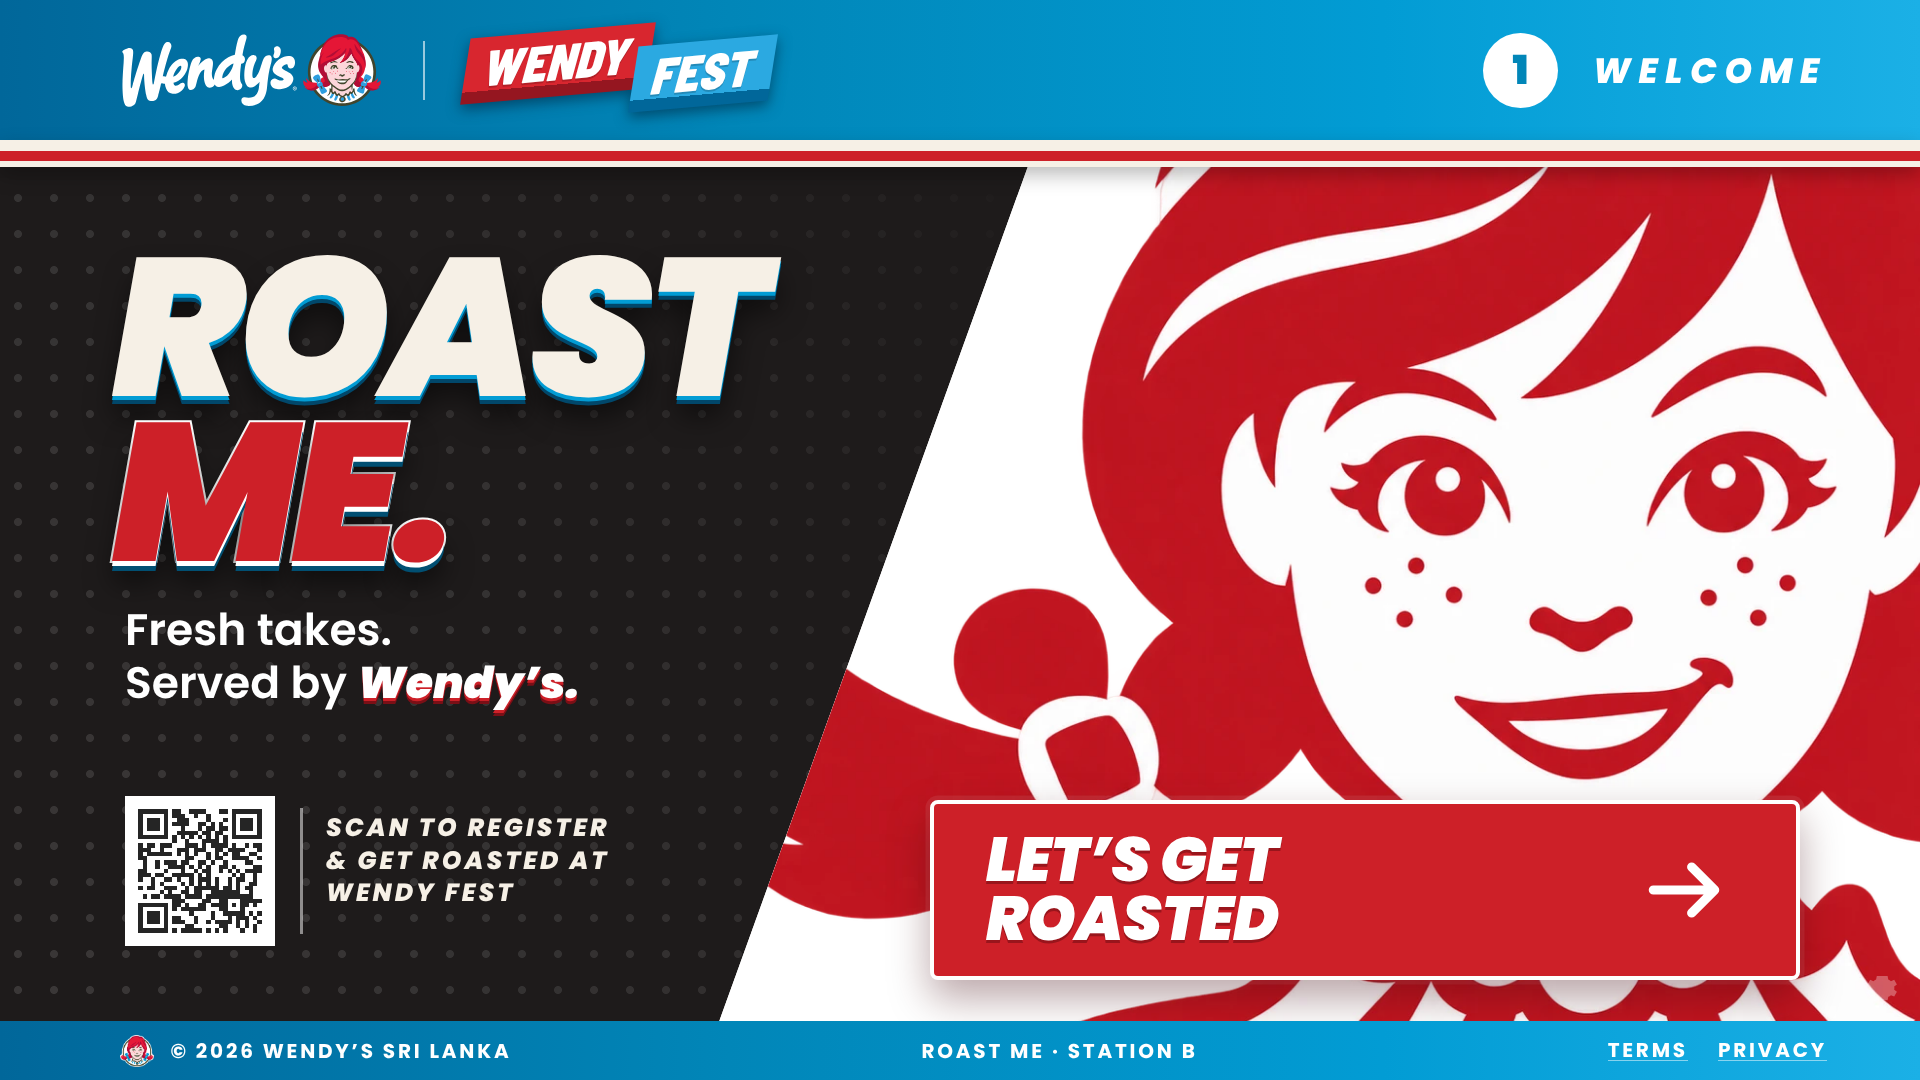 Wendy's
WENDY
FEST
1
WELCOME
ROAST
ME.
Fresh takes.
Served by Wendy’s.
SCAN TO REGISTER
& GET ROASTED AT
WENDY FEST
LET’S GET
ROASTED
© 2026 WENDY’S SRI LANKA
ROAST ME · STATION B
TERMS
PRIVACY